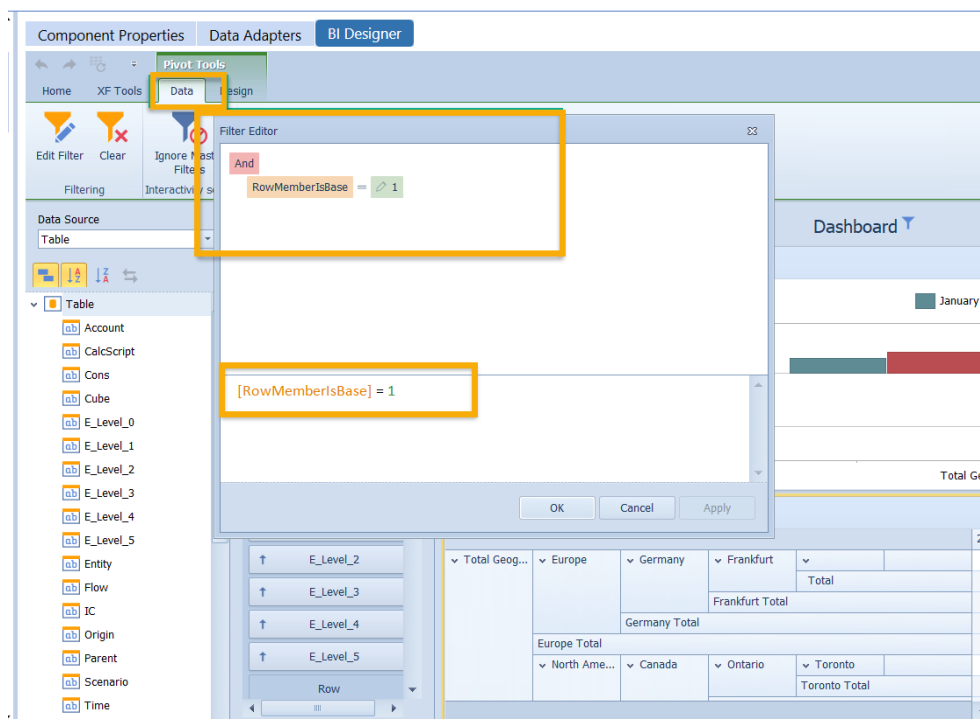 Component Properties Data Adapters BI Designer
Pivot Tools
Home XF Tools Data Design
Edit Filter Clear Ignore Mast
Filters
Filtering Interactivity s
Filter Editor
And
RowMemberIsBase = 1
[RowMemberIsBase] = 1
OK Cancel Apply
Data Source
Table
Table
Account
CalcScript
Cons
Cube
E_Level_0
E_Level_1
E_Level_2
E_Level_3
E_Level_4
E_Level_5
Entity
Flow
IC
Origin
Parent
Scenario
Time
E_Level_2
E_Level_3
E_Level_4
E_Level_5
Row
Dashboard
January
Total Ge
2
Total Geog... Europe Germany Frankfurt
Total
Frankfurt Total
Germany Total
Europe Total
North Ame... Canada Ontario Toronto
Toronto Total